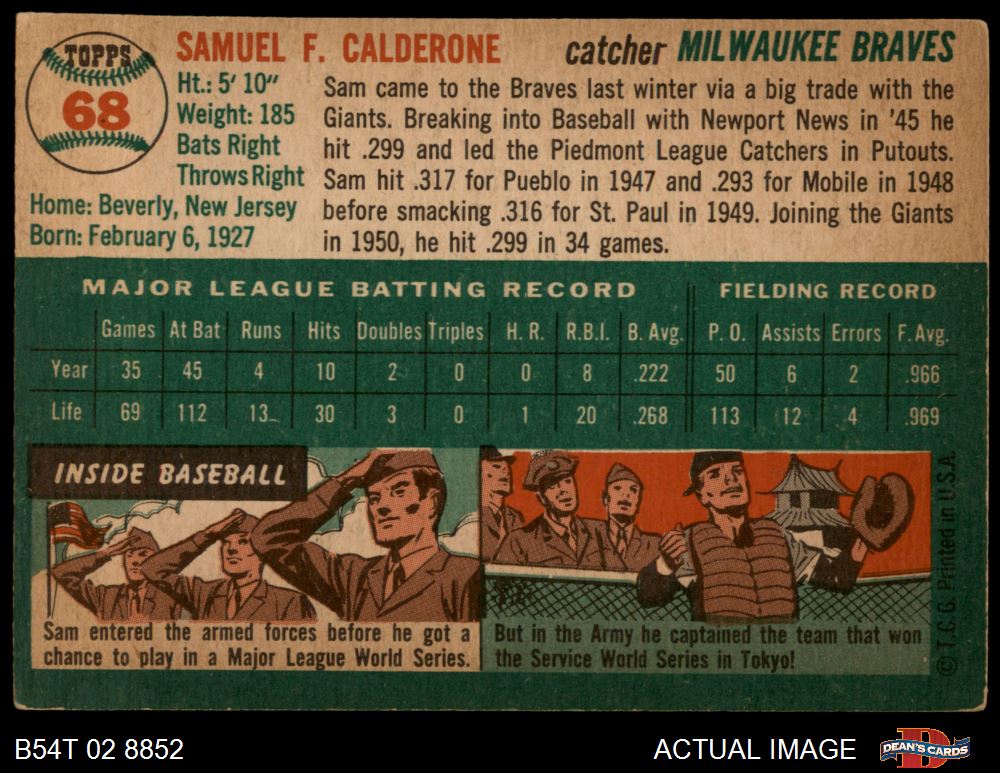 TOPPS
68
SAMUEL F. CALDERONE catcher MILWAUKEE BRAVES
Ht.: 5' 10"
Weight: 185
Bats Right
Throws Right
Home: Beverly, New Jersey
Born: February 6, 1927
Sam came to the Braves last winter via a big trade with the
Giants. Breaking into Baseball with Newport News in '45 he
hit .299 and led the Piedmont League Catchers in Putouts.
Sam hit .317 for Pueblo in 1947 and .293 for Mobile in 1948
before smacking .316 for St. Paul in 1949. Joining the Giants
in 1950, he hit .299 in 34 games.
MAJOR LEAGUE BATTING RECORD FIELDING RECORD
Games At Bat Runs Hits Doubles Triples H. R. R.B.I. B. Avg. P. O. Assists Errors F. Avg.
Year 35 45 4 10 2 0 0 8 .222 50 6 2 .966
Life 69 112 13 30 3 0 1 20 .268 113 12 4 .969
INSIDE BASEBALL
Sam entered the armed forces before he got a
chance to play in a Major League World Series.
But in the Army he captained the team that won
the Service World Series in Tokyo!
© T.C.G. Printed in U.S.A.
B54T 02 8852
ACTUAL IMAGE
DEAN'S CARDS